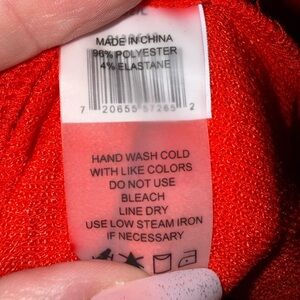 MADE IN CHINA
96% POLYESTER
4% ELASTANE
7 20655 57265 2
HAND WASH COLD
WITH LIKE COLORS
DO NOT USE
BLEACH
LINE DRY
USE LOW STEAM IRON
IF NECESSARY